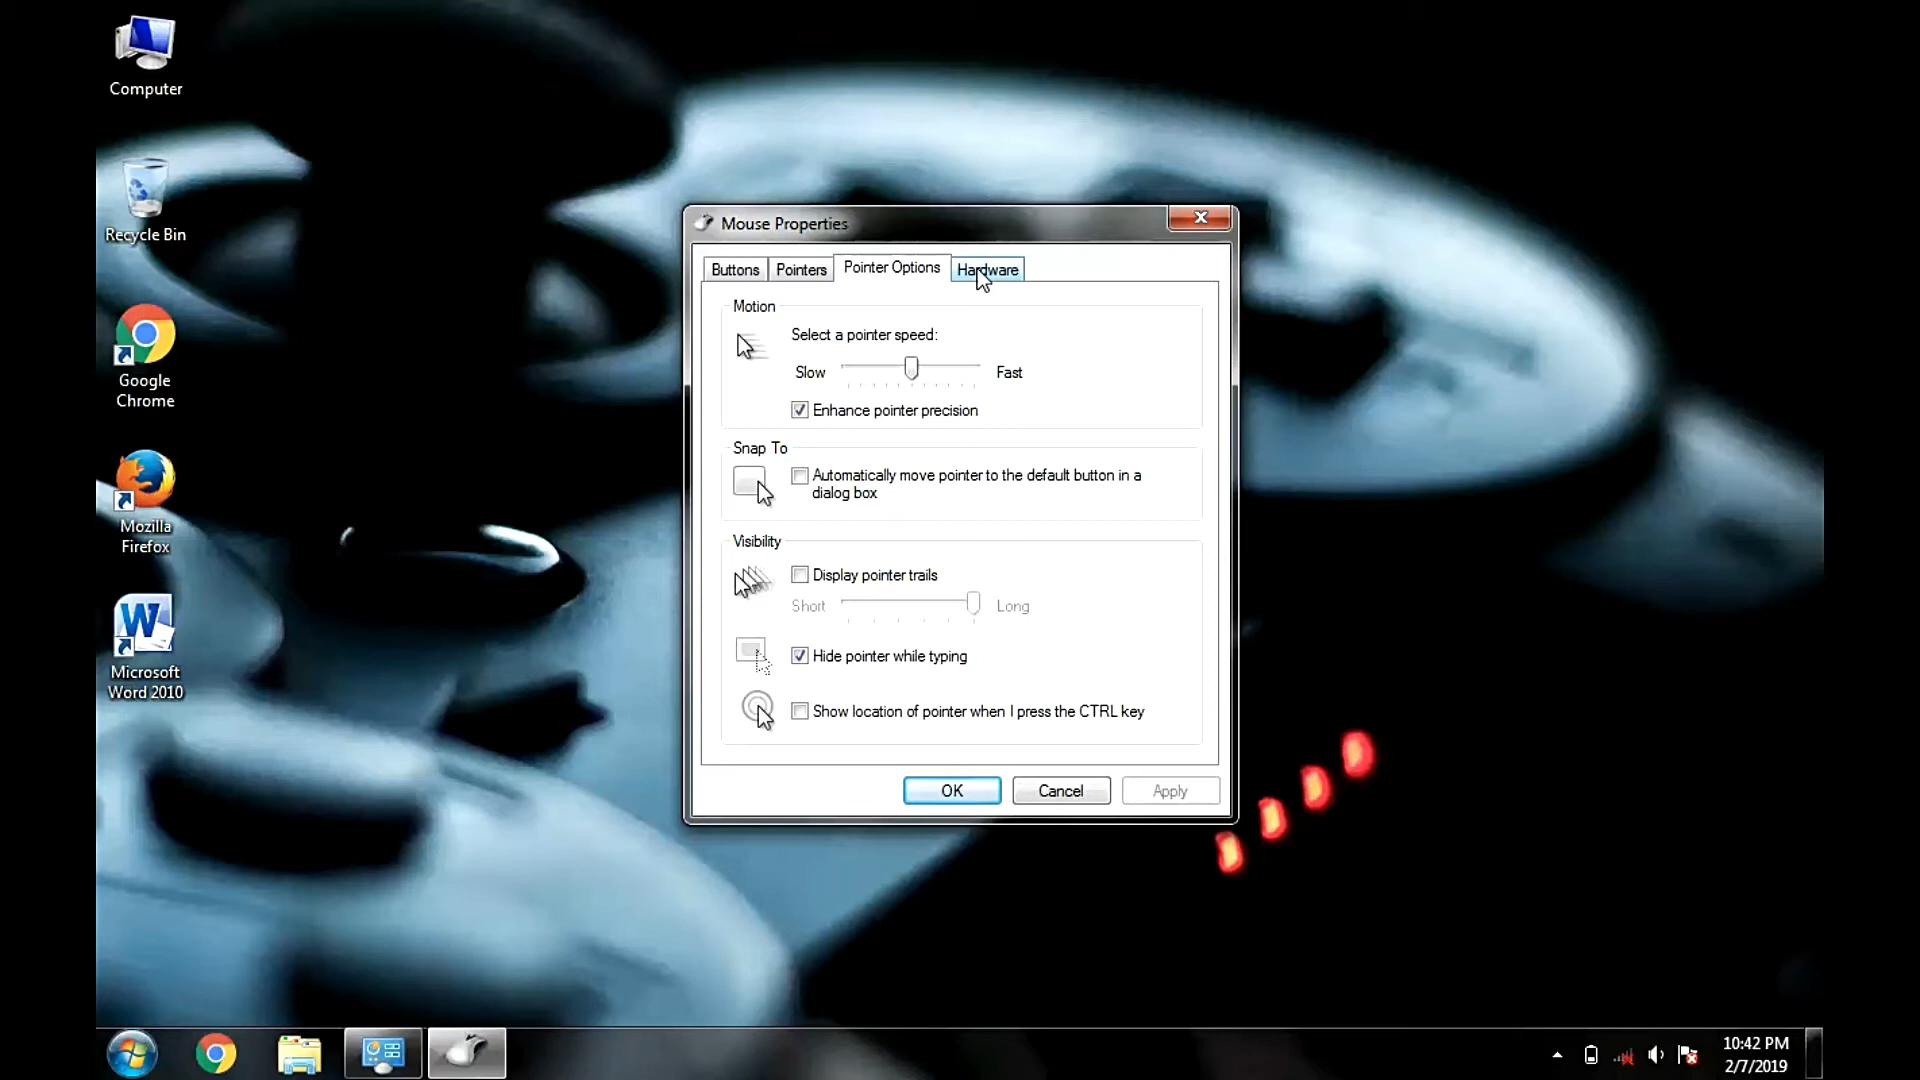 Computer
Recycle Bin
Google
Chrome
Mozilla
Firefox
Microsoft
Word 2010
Mouse Properties
Buttons
Pointers
Pointer Options
Hardware
Motion
Select a pointer speed:
Slow
Fast
Enhance pointer precision
Snap To
Automatically move pointer to the default button in a
dialog box
Visibility
Display pointer trails
Short
Long
Hide pointer while typing
Show location of pointer when I press the CTRL key
OK
Cancel
Apply
10:42 PM
2/7/2019